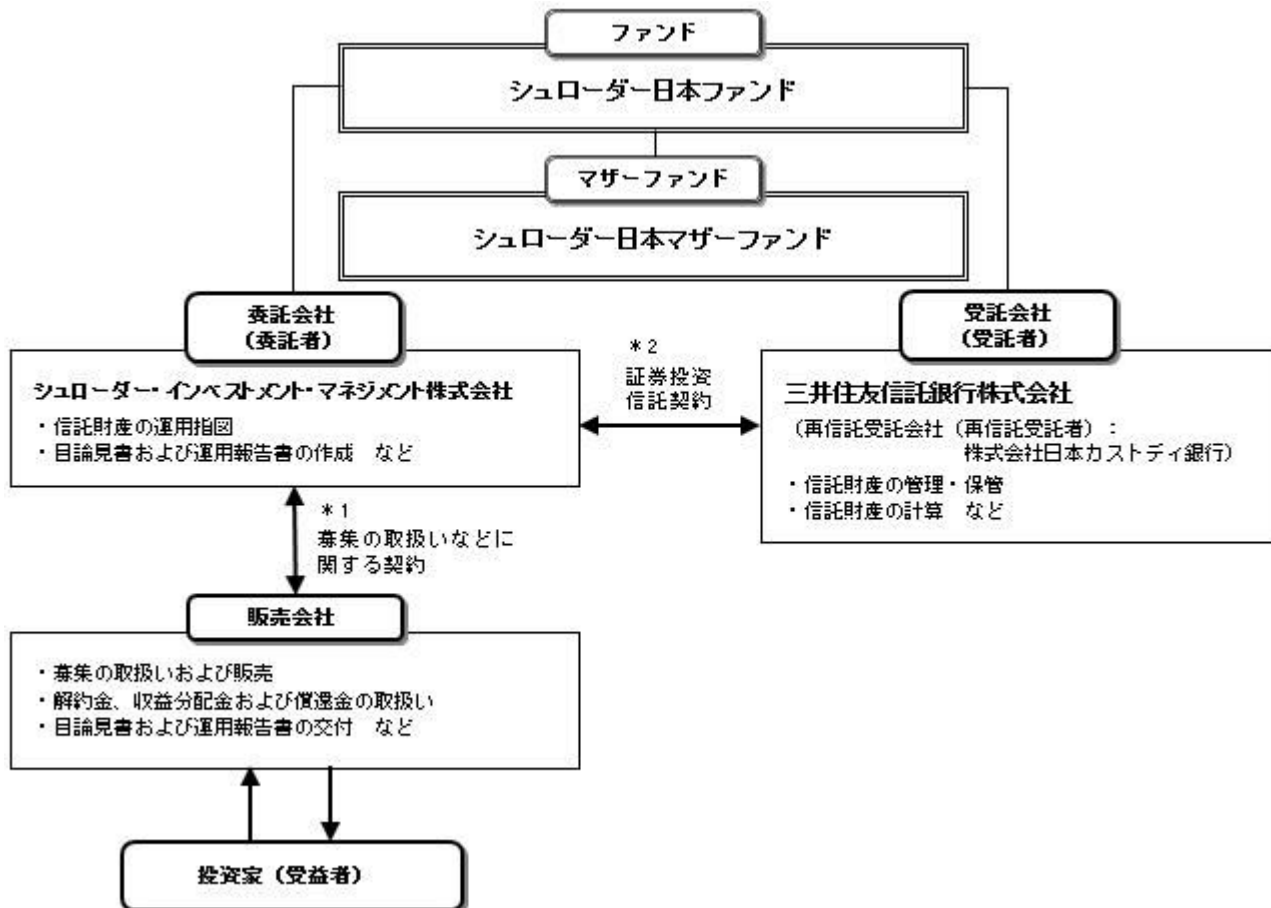 ファンド
シュローダー日本ファンド
マザーファンド
シュローダー日本マザーファンド
委託会社
(委託者)
シュローダー・インベストメント・マネジメント株式会社
・信託財産の運用指図
・目論見書および運用報告書の作成　など
*2
証券投資
信託契約
受託会社
(受託者)
三井住友信託銀行株式会社
(再信託受託会社(再信託受託者):
株式会社日本カストディ銀行)
・信託財産の管理・保管
・信託財産の計算　など
*1
募集の取扱いなどに
関する契約
販売会社
・募集の取扱いおよび販売
・解約金、収益分配金および償還金の取扱い
・目論見書および運用報告書の交付　など
投資家(受益者)